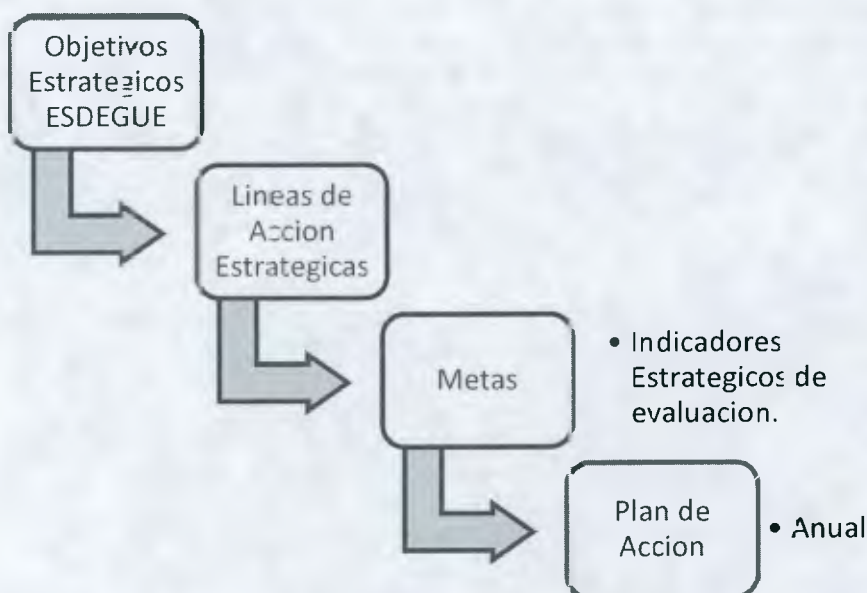 Objetivos
Estrategicos
ESDEGUE
Lineas de
Accion
Estrategicas
Metas
• Indicadores
Estrategicos de
evaluacion.
Plan de
Accion
• Anual